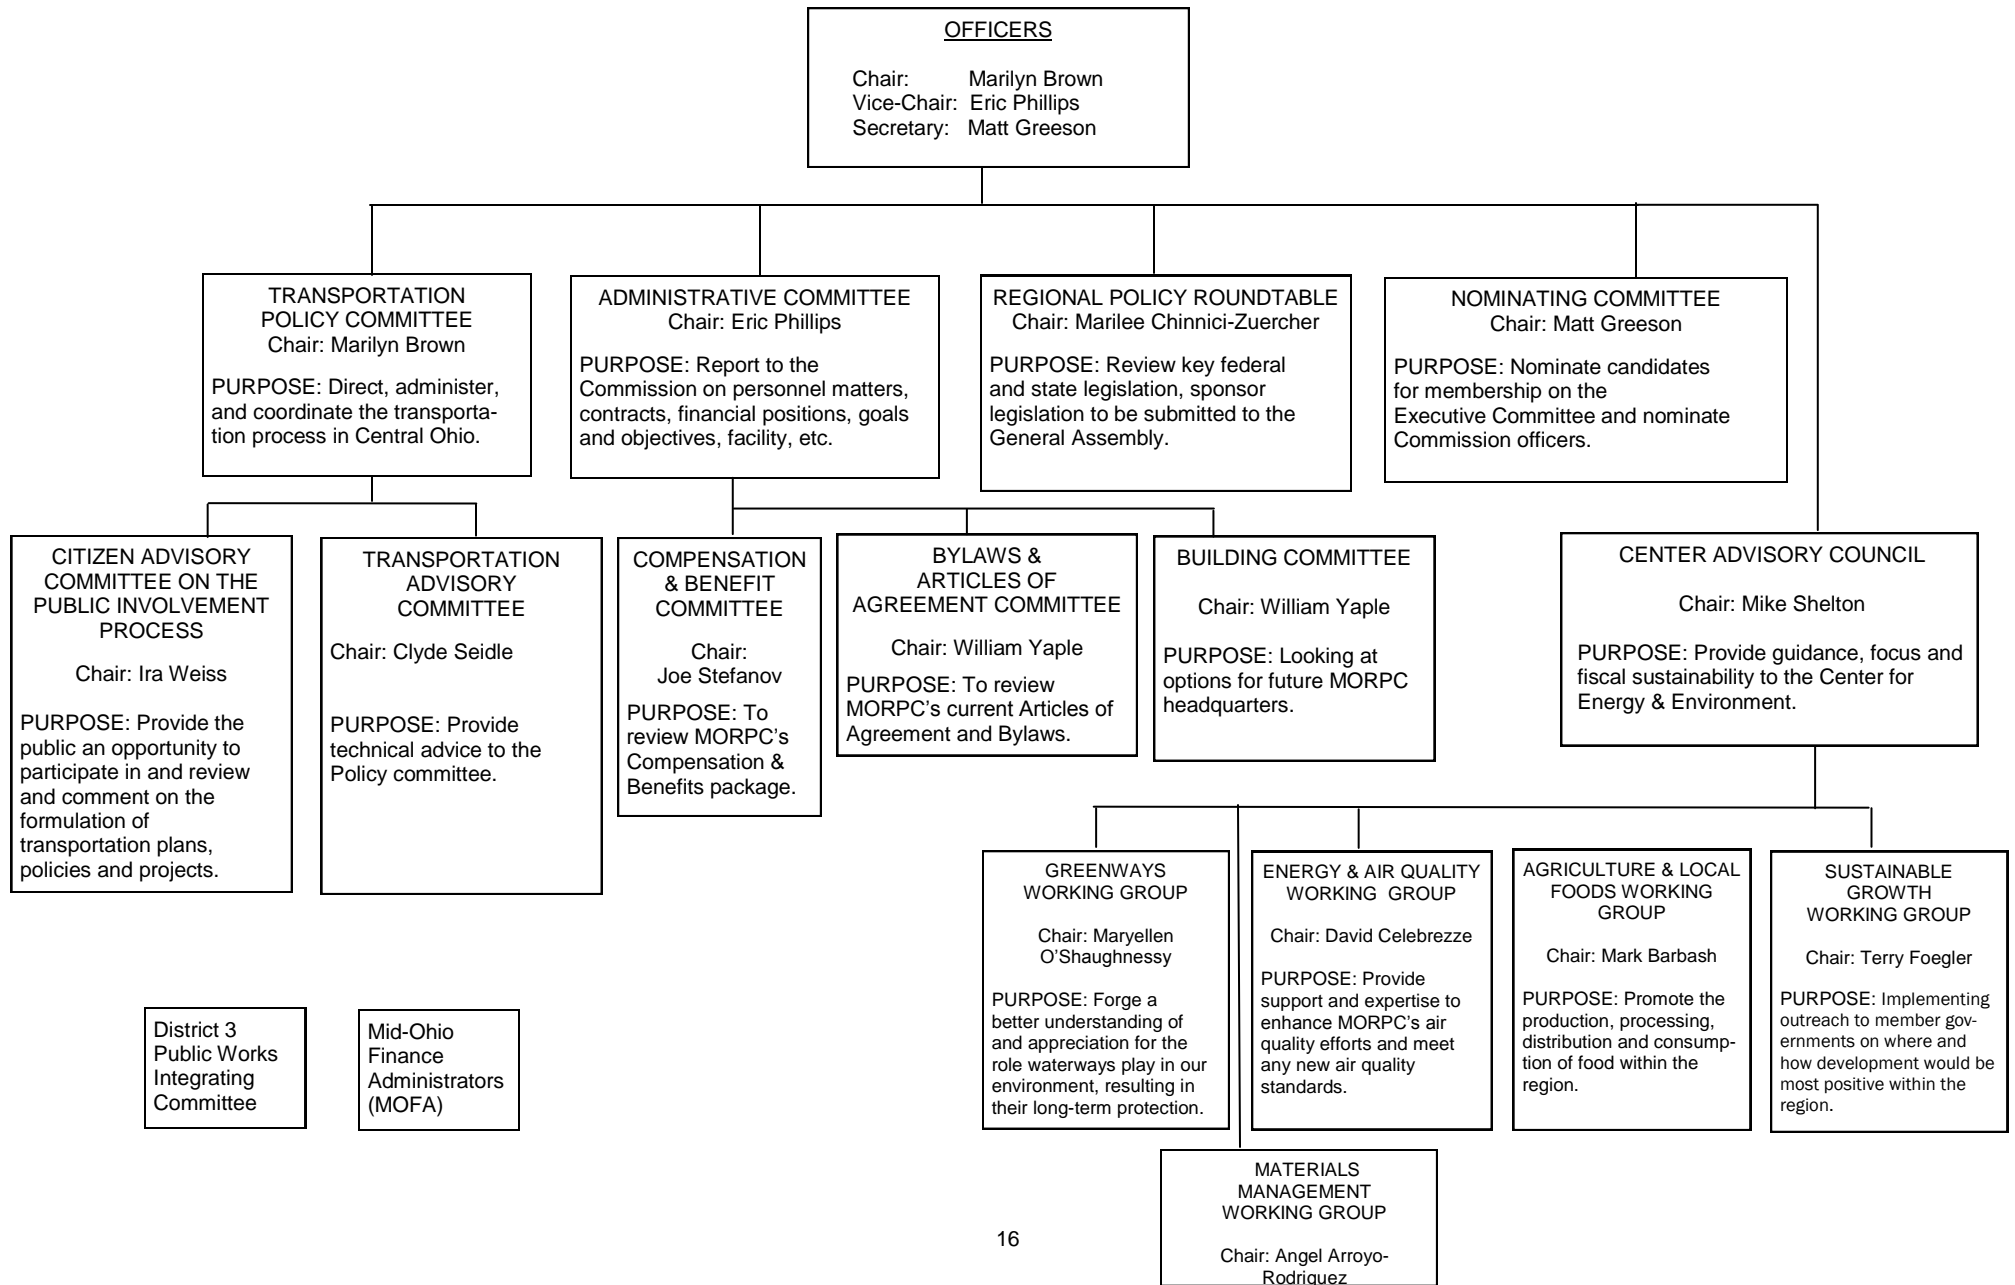 OFFICERS
Chair: Marilyn Brown
Vice-Chair: Eric Phillips
Secretary: Matt Greeson
TRANSPORTATION
POLICY COMMITTEE
Chair: Marilyn Brown
PURPOSE: Direct, administer,
and coordinate the transporta-
tion process in Central Ohio.
ADMINISTRATIVE COMMITTEE
Chair: Eric Phillips
PURPOSE: Report to the
Commission on personnel matters,
contracts, financial positions, goals
and objectives, facility, etc.
REGIONAL POLICY ROUNDTABLE
Chair: Marilee Chinnici-Zuercher
PURPOSE: Review key federal
and state legislation, sponsor
legislation to be submitted to the
General Assembly.
NOMINATING COMMITTEE
Chair: Matt Greeson
PURPOSE: Nominate candidates
for membership on the
Executive Committee and nominate
Commission officers.
CITIZEN ADVISORY
COMMITTEE ON THE
PUBLIC INVOLVEMENT
PROCESS
Chair: Ira Weiss
PURPOSE: Provide the
public an opportunity to
participate in and review
and comment on the
formulation of
transportation plans,
policies and projects.
TRANSPORTATION
ADVISORY
COMMITTEE
Chair: Clyde Seidle
PURPOSE: Provide
technical advice to the
Policy committee.
COMPENSATION
& BENEFIT
COMMITTEE
Chair:
Joe Stefanov
PURPOSE: To
review MORPC's
Compensation &
Benefits package.
BYLAWS &
ARTICLES OF
AGREEMENT COMMITTEE
Chair: William Yaple
PURPOSE: To review
MORPC's current Articles of
Agreement and Bylaws.
BUILDING COMMITTEE
Chair: William Yaple
PURPOSE: Looking at
options for future MORPC
headquarters.
CENTER ADVISORY COUNCIL
Chair: Mike Shelton
PURPOSE: Provide guidance, focus and
fiscal sustainability to the Center for
Energy & Environment.
GREENWAYS
WORKING GROUP
Chair: Maryellen
O'Shaughnessy
PURPOSE: Forge a
better understanding of
and appreciation for the
role waterways play in our
environment, resulting in
their long-term protection.
ENERGY & AIR QUALITY
WORKING GROUP
Chair: David Celebrezze
PURPOSE: Provide
support and expertise to
enhance MORPC's air
quality efforts and meet
any new air quality
standards.
AGRICULTURE & LOCAL
FOODS WORKING
GROUP
Chair: Mark Barbash
PURPOSE: Promote the
production, processing,
distribution and consump-
tion of food within the
region.
SUSTAINABLE
GROWTH
WORKING GROUP
Chair: Terry Foegler
PURPOSE: Implementing
outreach to member gov-
ernments on where and
how development would be
most positive within the
region.
District 3
Public Works
Integrating
Committee
Mid-Ohio
Finance
Administrators
(MOFA)
MATERIALS
MANAGEMENT
WORKING GROUP
Chair: Angel Arroyo-
Rodriguez
16